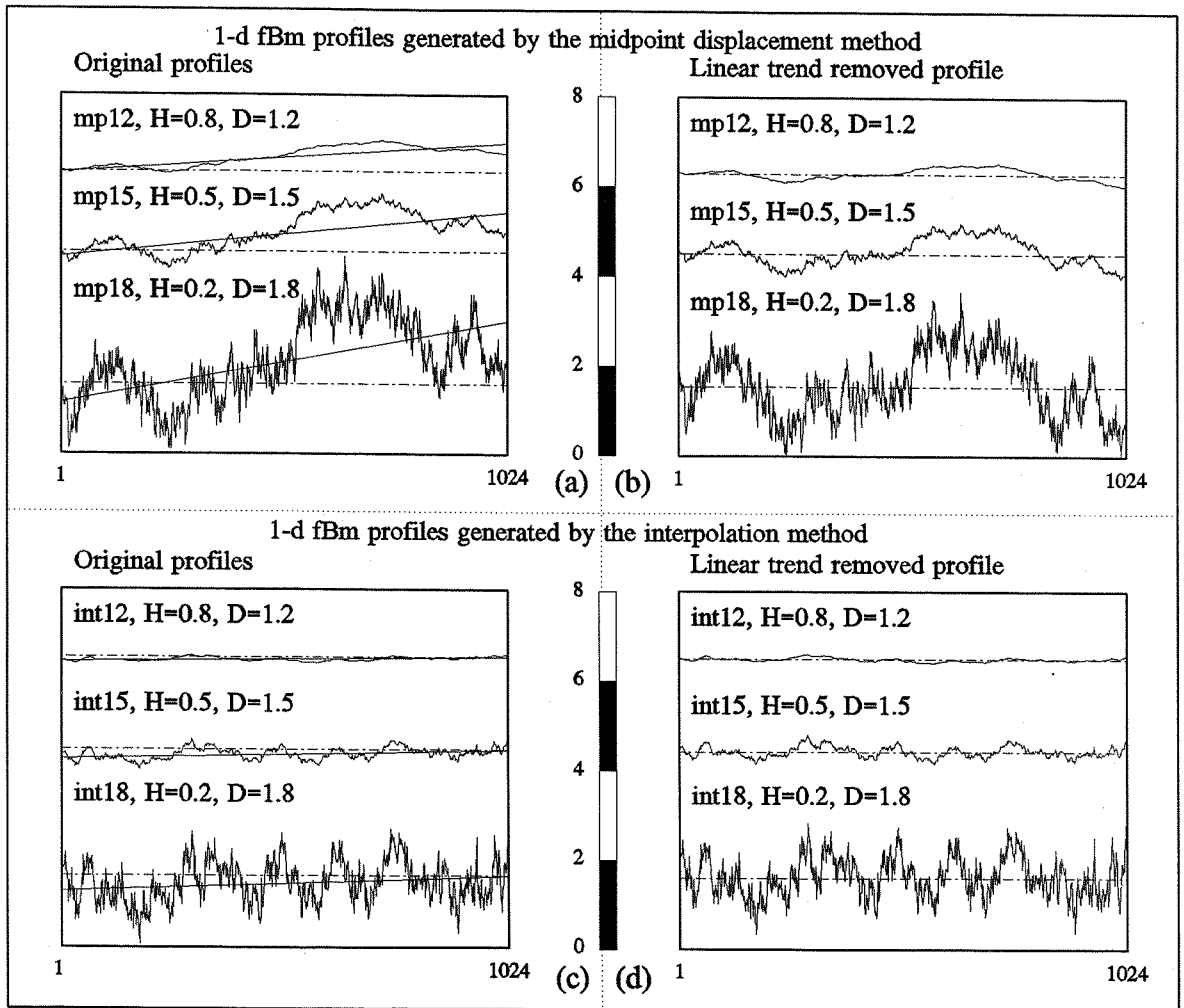 1-d fBm profiles generated by the midpoint displacement method
Original profiles
Linear trend removed profile
mp12, H=0.8, D=1.2
mp15, H=0.5, D=1.5
mp18, H=0.2, D=1.8
1
1024
(a)
8
6
4
2
0
mp12, H=0.8, D=1.2
mp15, H=0.5, D=1.5
mp18, H=0.2, D=1.8
(b)
1
1024
1-d fBm profiles generated by the interpolation method
Original profiles
Linear trend removed profile
int12, H=0.8, D=1.2
int15, H=0.5, D=1.5
int18, H=0.2, D=1.8
1
1024
(c)
8
6
4
2
0
int12, H=0.8, D=1.2
int15, H=0.5, D=1.5
int18, H=0.2, D=1.8
(d)
1
1024